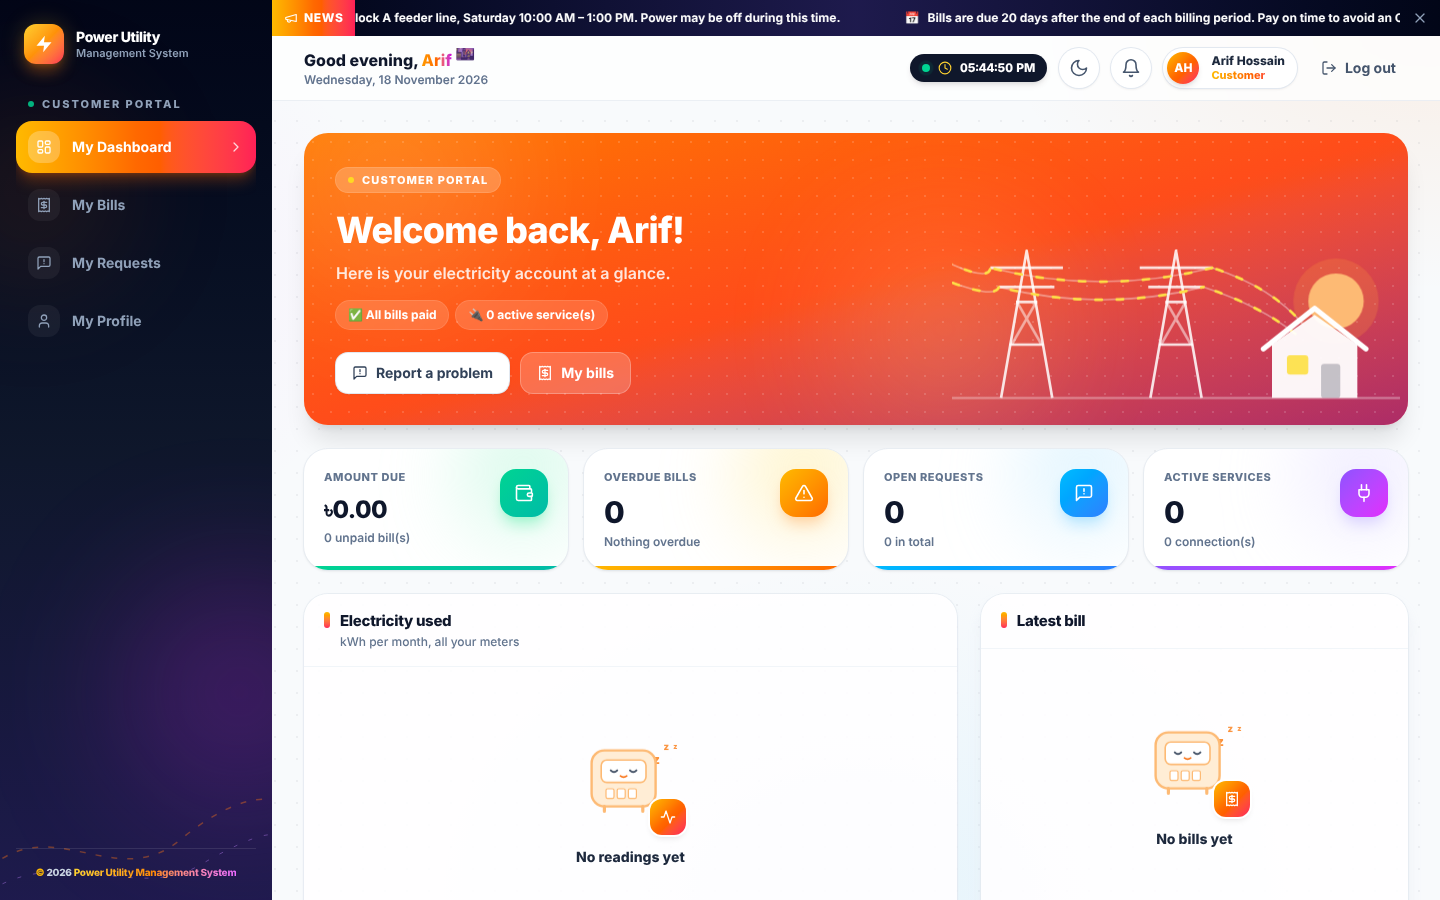 Power Utility
Management System
CUSTOMER PORTAL
My Dashboard
My Bills
My Requests
My Profile
© 2026 Power Utility Management System
NEWS
lock A feeder line, Saturday 10:00 AM – 1:00 PM. Power may be off during this time.
Bills are due 20 days after the end of each billing period. Pay on time to avoid an
Good evening, Arif
Wednesday, 18 November 2026
05:44:50 PM
AH
Arif Hossain
Customer
Log out
CUSTOMER PORTAL
Welcome back, Arif!
Here is your electricity account at a glance.
All bills paid
0 active service(s)
Report a problem
My bills
AMOUNT DUE
৳0.00
0 unpaid bill(s)
OVERDUE BILLS
0
Nothing overdue
OPEN REQUESTS
0
0 in total
ACTIVE SERVICES
0
0 connection(s)
Electricity used
kWh per month, all your meters
z z
z
No readings yet
Latest bill
z z
z
No bills yet